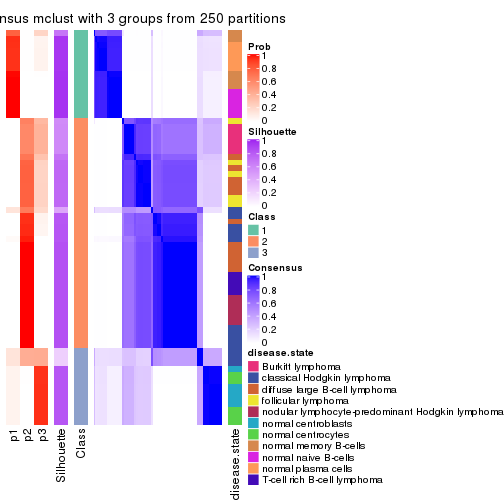 nsus mclust with 3 groups from 250 partitions
Prob
1
0.8
0.6
0.4
0.2
0
Silhouette
1
0.8
0.6
0.4
0.2
0
Class
1
2
3
Consensus
1
0.8
0.6
0.4
0.2
0
disease.state
Burkitt lymphoma
classical Hodgkin lymphoma
diffuse large B-cell lymphoma
follicular lymphoma
nodular lymphocyte-predominant Hodgkin lymphoma
normal centroblasts
normal centrocytes
normal memory B-cells
normal naive B-cells
normal plasma cells
T-cell rich B-cell lymphoma
p1
p2
p3
Silhouette
Class
disease.state